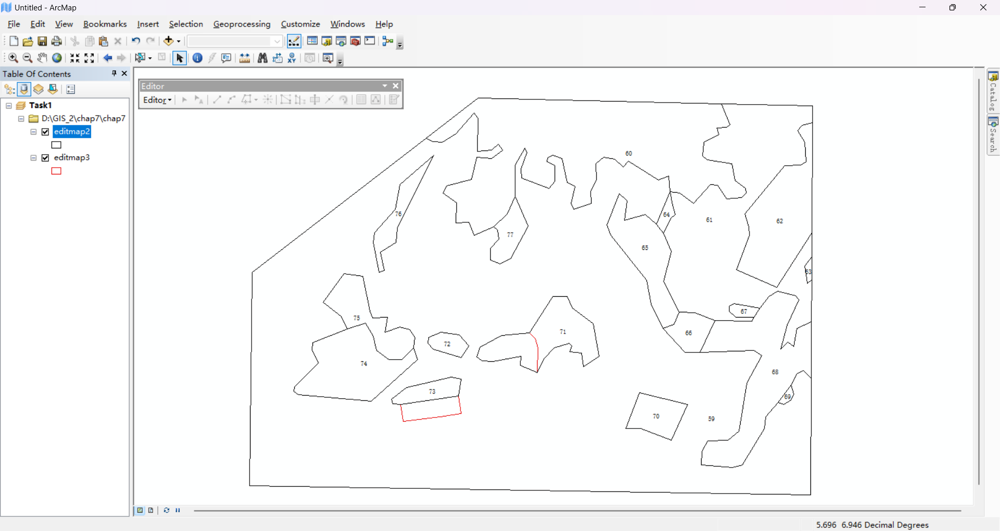 Untitled - ArcMap
File Edit View Bookmarks Insert Selection Geoprocessing Customize Windows Help
Table Of Contents
Task1
D:\GIS_2\chap7\chap7
editmap2
editmap3
Editor
Editor
60
76
64
61
62
77
65
53
67
75
66
71
72
74
68
73
69
70
59
Catalog
Search
XY
5.696 6.946 Decimal Degrees